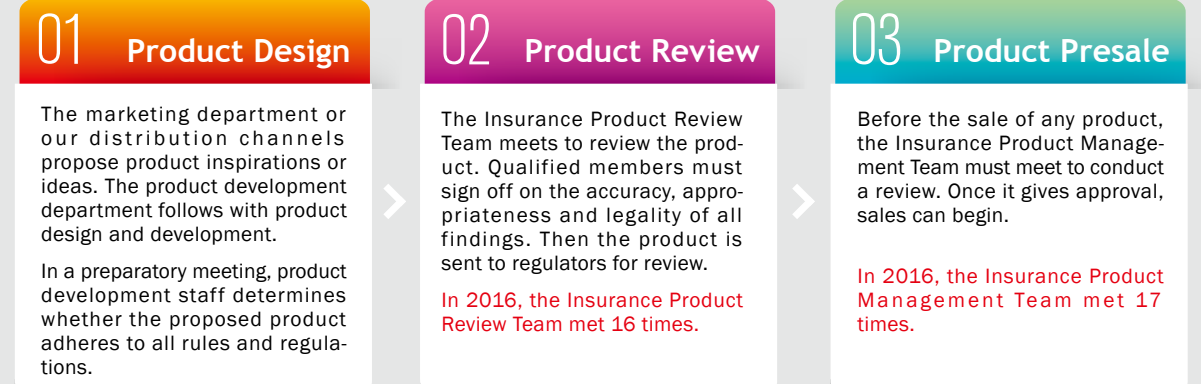 01 Product Design
The marketing department or
our distribution channels
propose product inspirations or
ideas. The product development
department follows with product
design and development.
In a preparatory meeting, product
development staff determines
whether the proposed product
adheres to all rules and regula-
tions.
02 Product Review
The Insurance Product Review
Team meets to review the prod-
uct. Qualified members must
sign off on the accuracy, appro-
priateness and legality of all
findings. Then the product is
sent to regulators for review.
In 2016, the Insurance Product
Review Team met 16 times.
03 Product Presale
Before the sale of any product,
the Insurance Product Manage-
ment Team must meet to conduct
a review. Once it gives approval,
sales can begin.
In 2016, the Insurance Product
Management Team met 17
times.